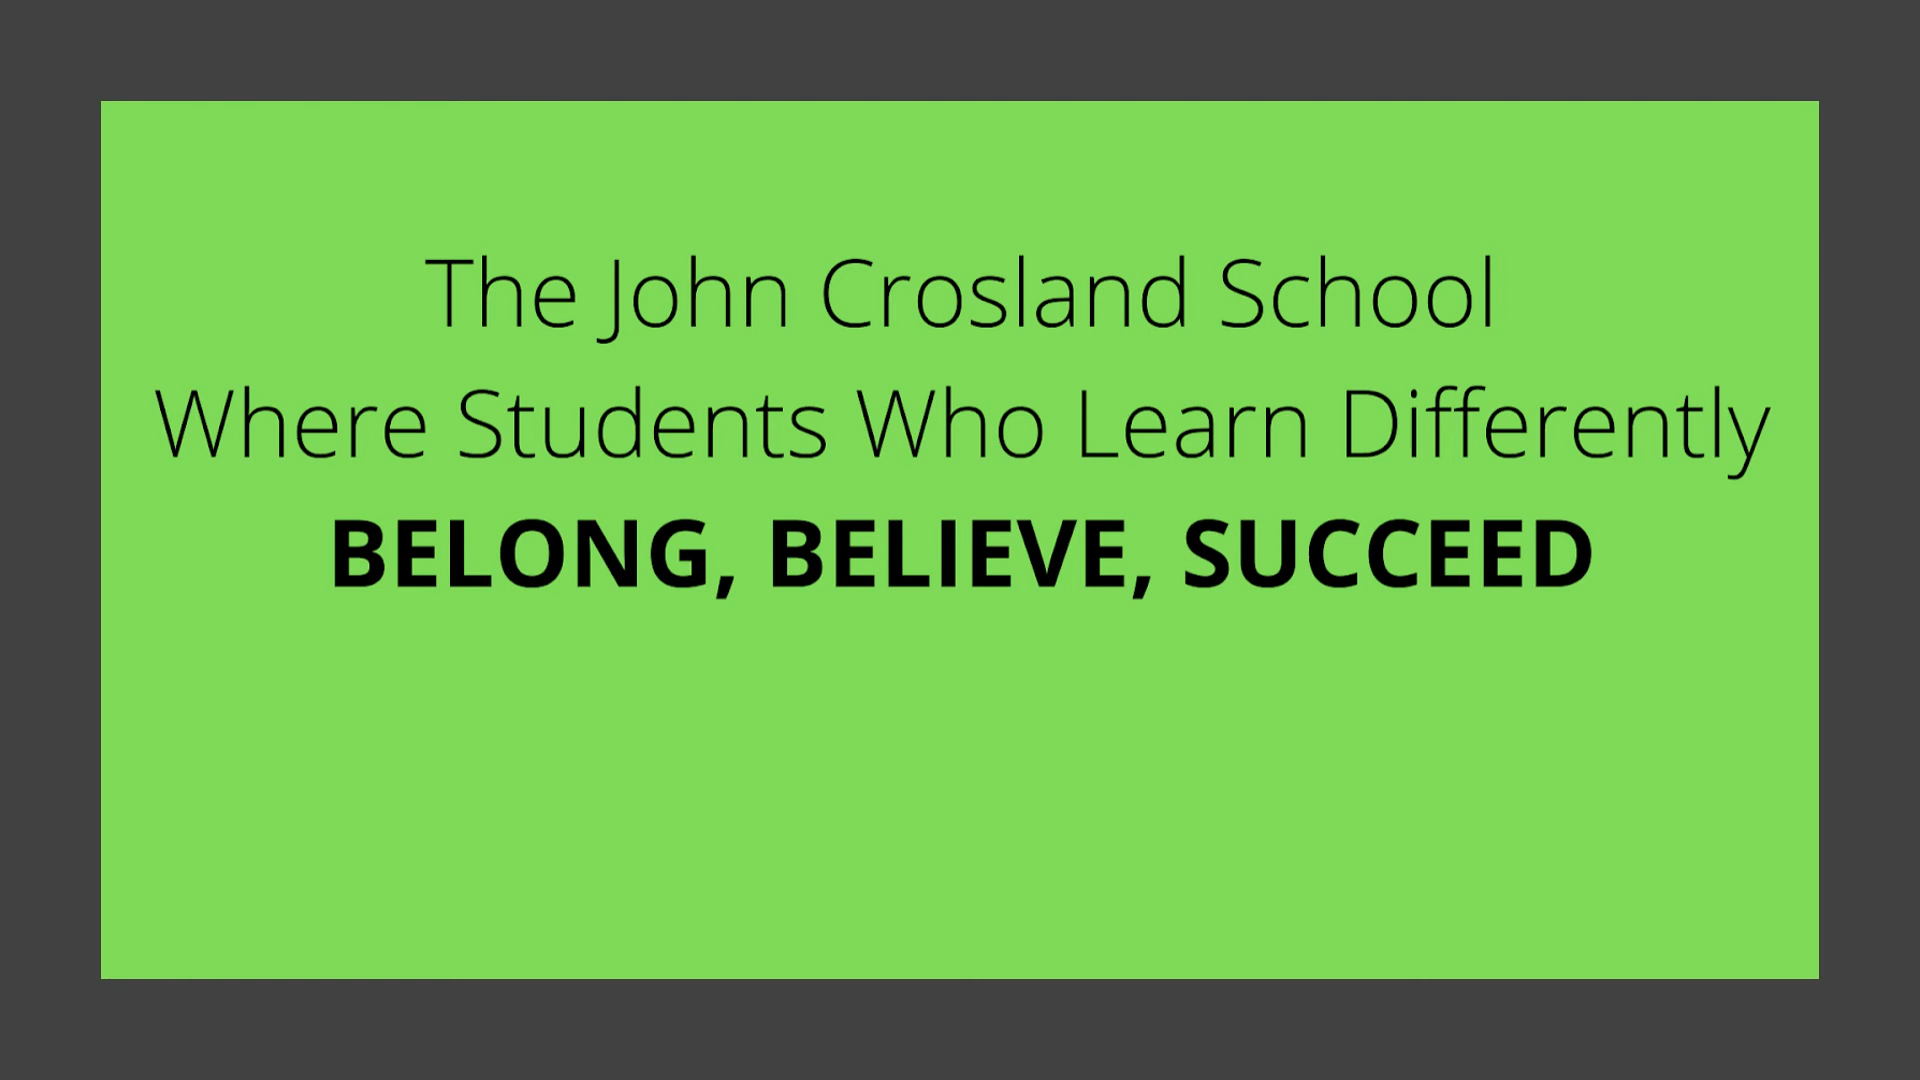 The John Crosland School
Where Students Who Learn Differently
BELONG, BELIEVE, SUCCEED